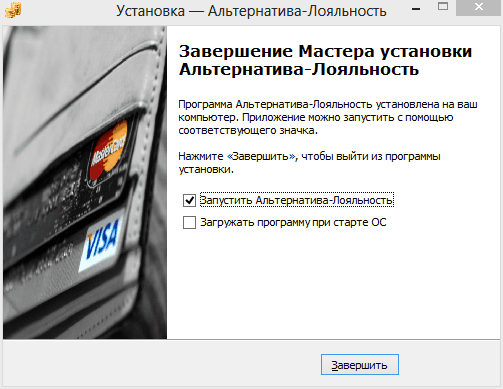 Установка — Альтернатива-Лояльность
Завершение Мастера установки
Альтернатива-Лояльность
Программа Альтернатива-Лояльность установлена на ваш
компьютер. Приложение можно запустить с помощью
соответствующего значка.
Нажмите «Завершить», чтобы выйти из программы
установки.
Запустить Альтернатива-Лояльность
Загружать программу при старте ОС
MasterCard
VISA
Завершить